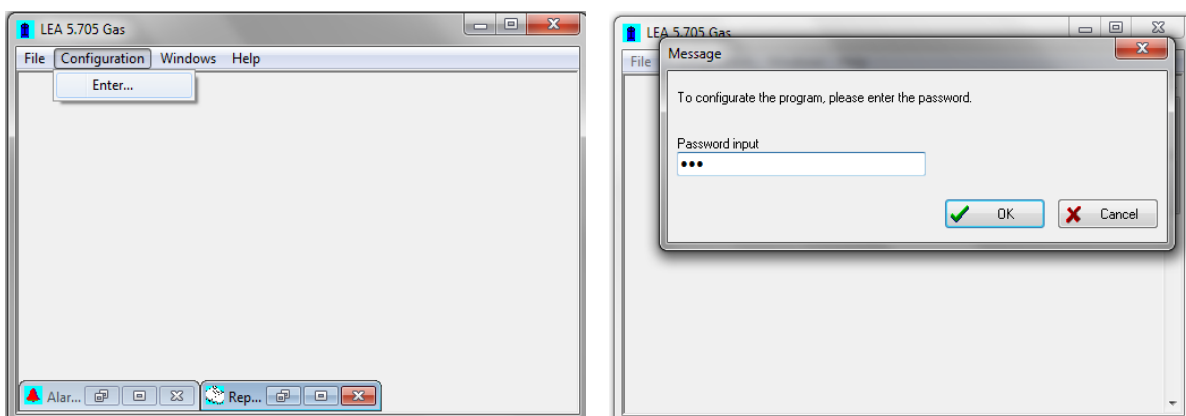 LEA 5.705 Gas
File Configuration Windows Help
Enter...
Alar... Rep...
LEA 5.705 Gas
File
Message
To configurate the program, please enter the password.
Password input
•••
OK Cancel